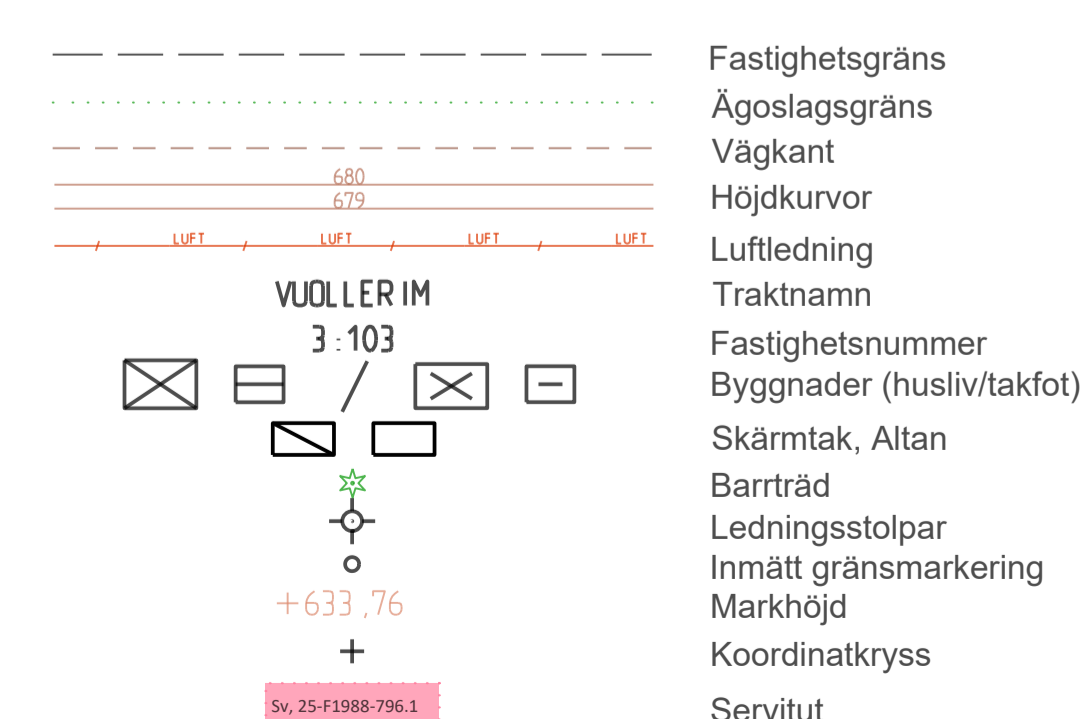 Fastighetsgräns
Ägoslagsgräns
Vägkant
680
679
Höjdkurvor
LUFT LUFT LUFT LUFT
Luftledning
VUOLLERIM
Traktnamn
3:103
Fastighetsnummer
Byggnader (husliv/takfot)
Skärmtak, Altan
Barrträd
Ledningsstolpar
Inmätt gränsmarkering
+633,76
Markhöjd
Koordinatkryss
Sv, 25-F1988-796.1
Servitut